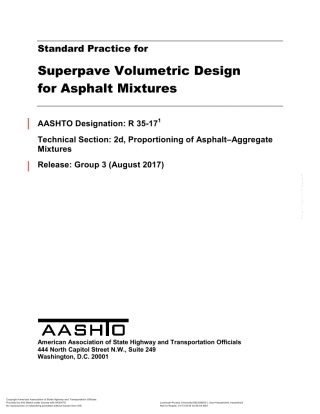 Standard Practice for
Superpave Volumetric Design
for Asphalt Mixtures
AASHTO Designation: R 35-17¹
Technical Section: 2d, Proportioning of Asphalt–Aggregate
Mixtures
Release: Group 3 (August 2017)
AASHTO
American Association of State Highway and Transportation Officials
444 North Capitol Street N.W., Suite 249
Washington, D.C. 20001